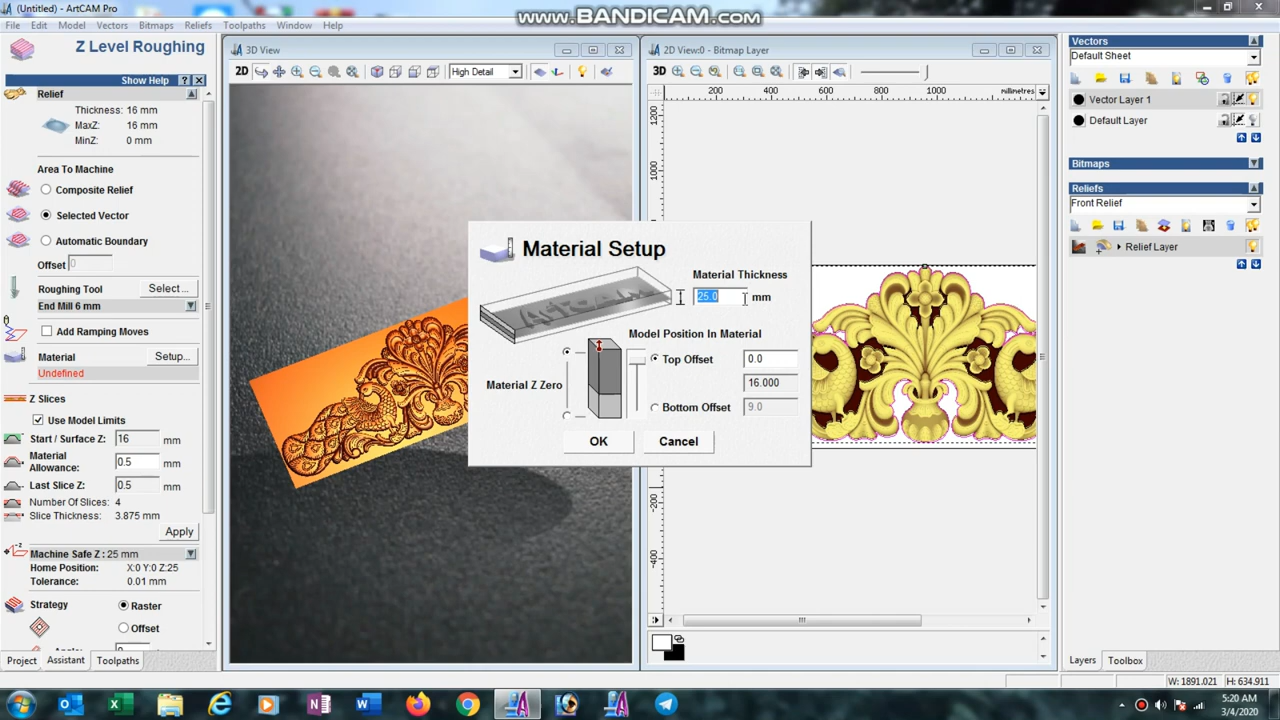 (Untitled) - ArtCAM Pro
www.BANDICAM.com
File Edit Model Vectors Bitmaps Reliefs Toolpaths Window Help
Z Level Roughing
Show Help ?
Relief
Thickness: 16 mm
MaxZ: 16 mm
MinZ: 0 mm
Area To Machine
Composite Relief
Selected Vector
Automatic Boundary
Offset 0
Roughing Tool Select ...
End Mill 6 mm
Add Ramping Moves
Material Setup...
Undefined
Z Slices
Use Model Limits
Start / Surface Z: 16 mm
Material Allowance: 0.5 mm
Last Slice Z: 0.5 mm
Number Of Slices: 4
Slice Thickness: 3.875 mm
Apply
Machine Safe Z : 25 mm
Home Position: X:0 Y:0 Z:25
Tolerance: 0.01 mm
Strategy Raster
Offset
Project Assistant Toolpaths
3D View
2D High Detail
2D View:0 - Bitmap Layer
3D
200 400 600 800 1000 millimetres
1200
1000
-400
-600
Material Setup
Material Thickness
25.0 mm
ArtCAM
Model Position In Material
Top Offset 0.0
Material Z Zero 16.000
Bottom Offset 9.0
OK Cancel
Vectors
Default Sheet
Vector Layer 1
Default Layer
Bitmaps
Reliefs
Front Relief
Relief Layer
Layers Toolbox
W: 1891.021 H: 634.911
5:20 AM
3/4/2020